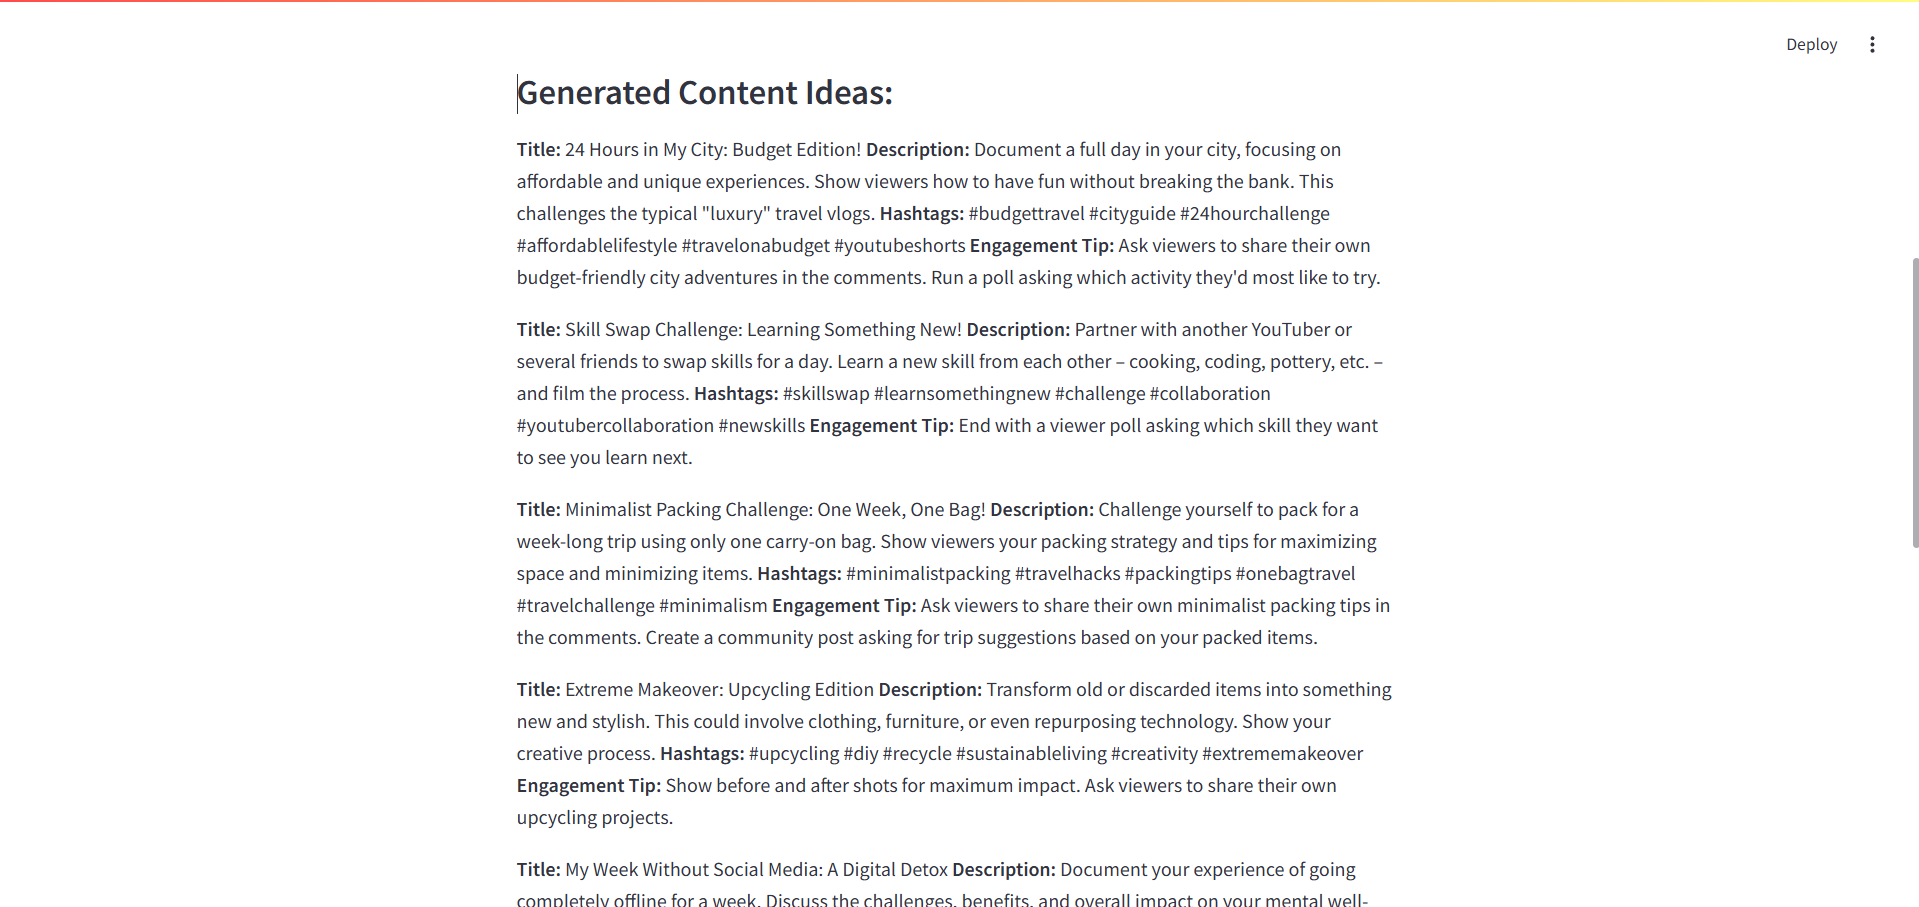 Deploy
Generated Content Ideas:
Title: 24 Hours in My City: Budget Edition! Description: Document a full day in your city, focusing on
affordable and unique experiences. Show viewers how to have fun without breaking the bank. This
challenges the typical "luxury" travel vlogs. Hashtags: #budgettravel #cityguide #24hourchallenge
#affordablelifestyle #travelonabudget #youtubeshorts Engagement Tip: Ask viewers to share their own
budget-friendly city adventures in the comments. Run a poll asking which activity they'd most like to try.
Title: Skill Swap Challenge: Learning Something New! Description: Partner with another YouTuber or
several friends to swap skills for a day. Learn a new skill from each other – cooking, coding, pottery, etc. –
and film the process. Hashtags: #skillswap #learnsomethingnew #challenge #collaboration
#youtubercollaboration #newskills Engagement Tip: End with a viewer poll asking which skill they want
to see you learn next.
Title: Minimalist Packing Challenge: One Week, One Bag! Description: Challenge yourself to pack for a
week-long trip using only one carry-on bag. Show viewers your packing strategy and tips for maximizing
space and minimizing items. Hashtags: #minimalistpacking #travelhacks #packingtips #onebagtravel
#travelchallenge #minimalism Engagement Tip: Ask viewers to share their own minimalist packing tips in
the comments. Create a community post asking for trip suggestions based on your packed items.
Title: Extreme Makeover: Upcycling Edition Description: Transform old or discarded items into something
new and stylish. This could involve clothing, furniture, or even repurposing technology. Show your
creative process. Hashtags: #upcycling #diy #recycle #sustainableliving #creativity #extrememakeover
Engagement Tip: Show before and after shots for maximum impact. Ask viewers to share their own
upcycling projects.
Title: My Week Without Social Media: A Digital Detox Description: Document your experience of going
completely offline for a week. Discuss the challenges, benefits, and overall impact on your mental well-